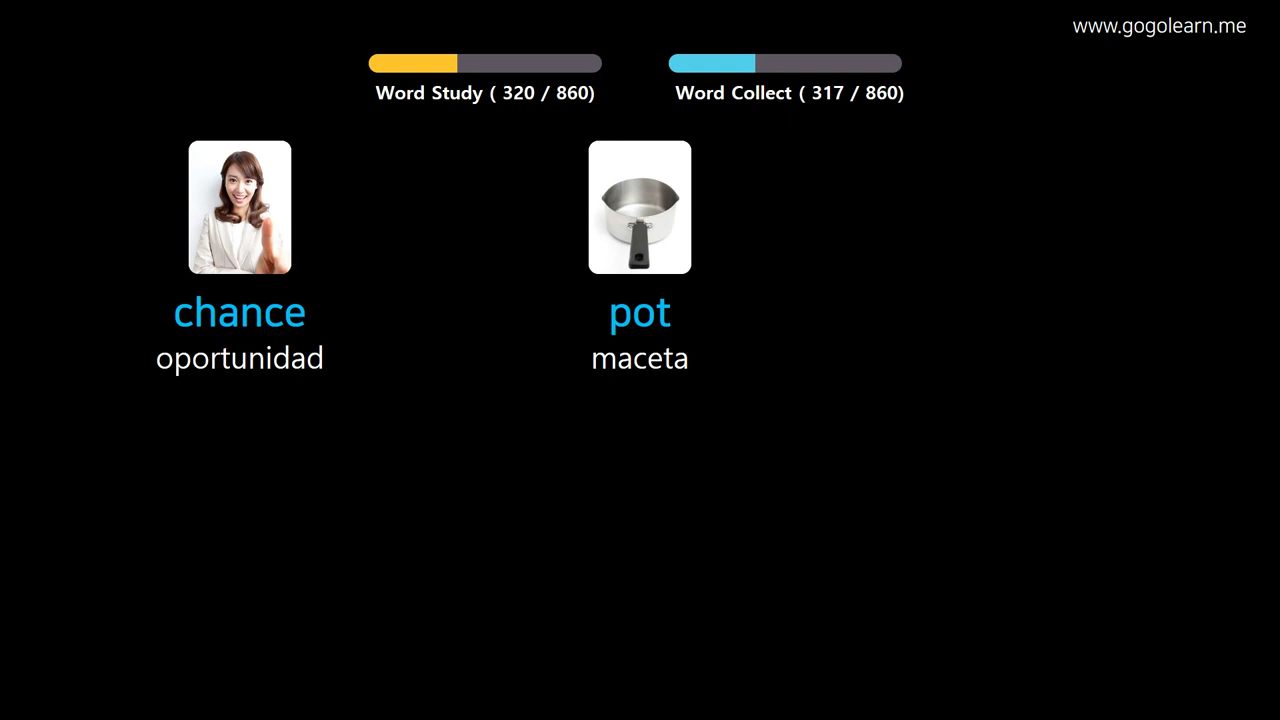 www.gogolearn.me
Word Study ( 320 / 860)
Word Collect ( 317 / 860)
chance
oportunidad
pot
maceta